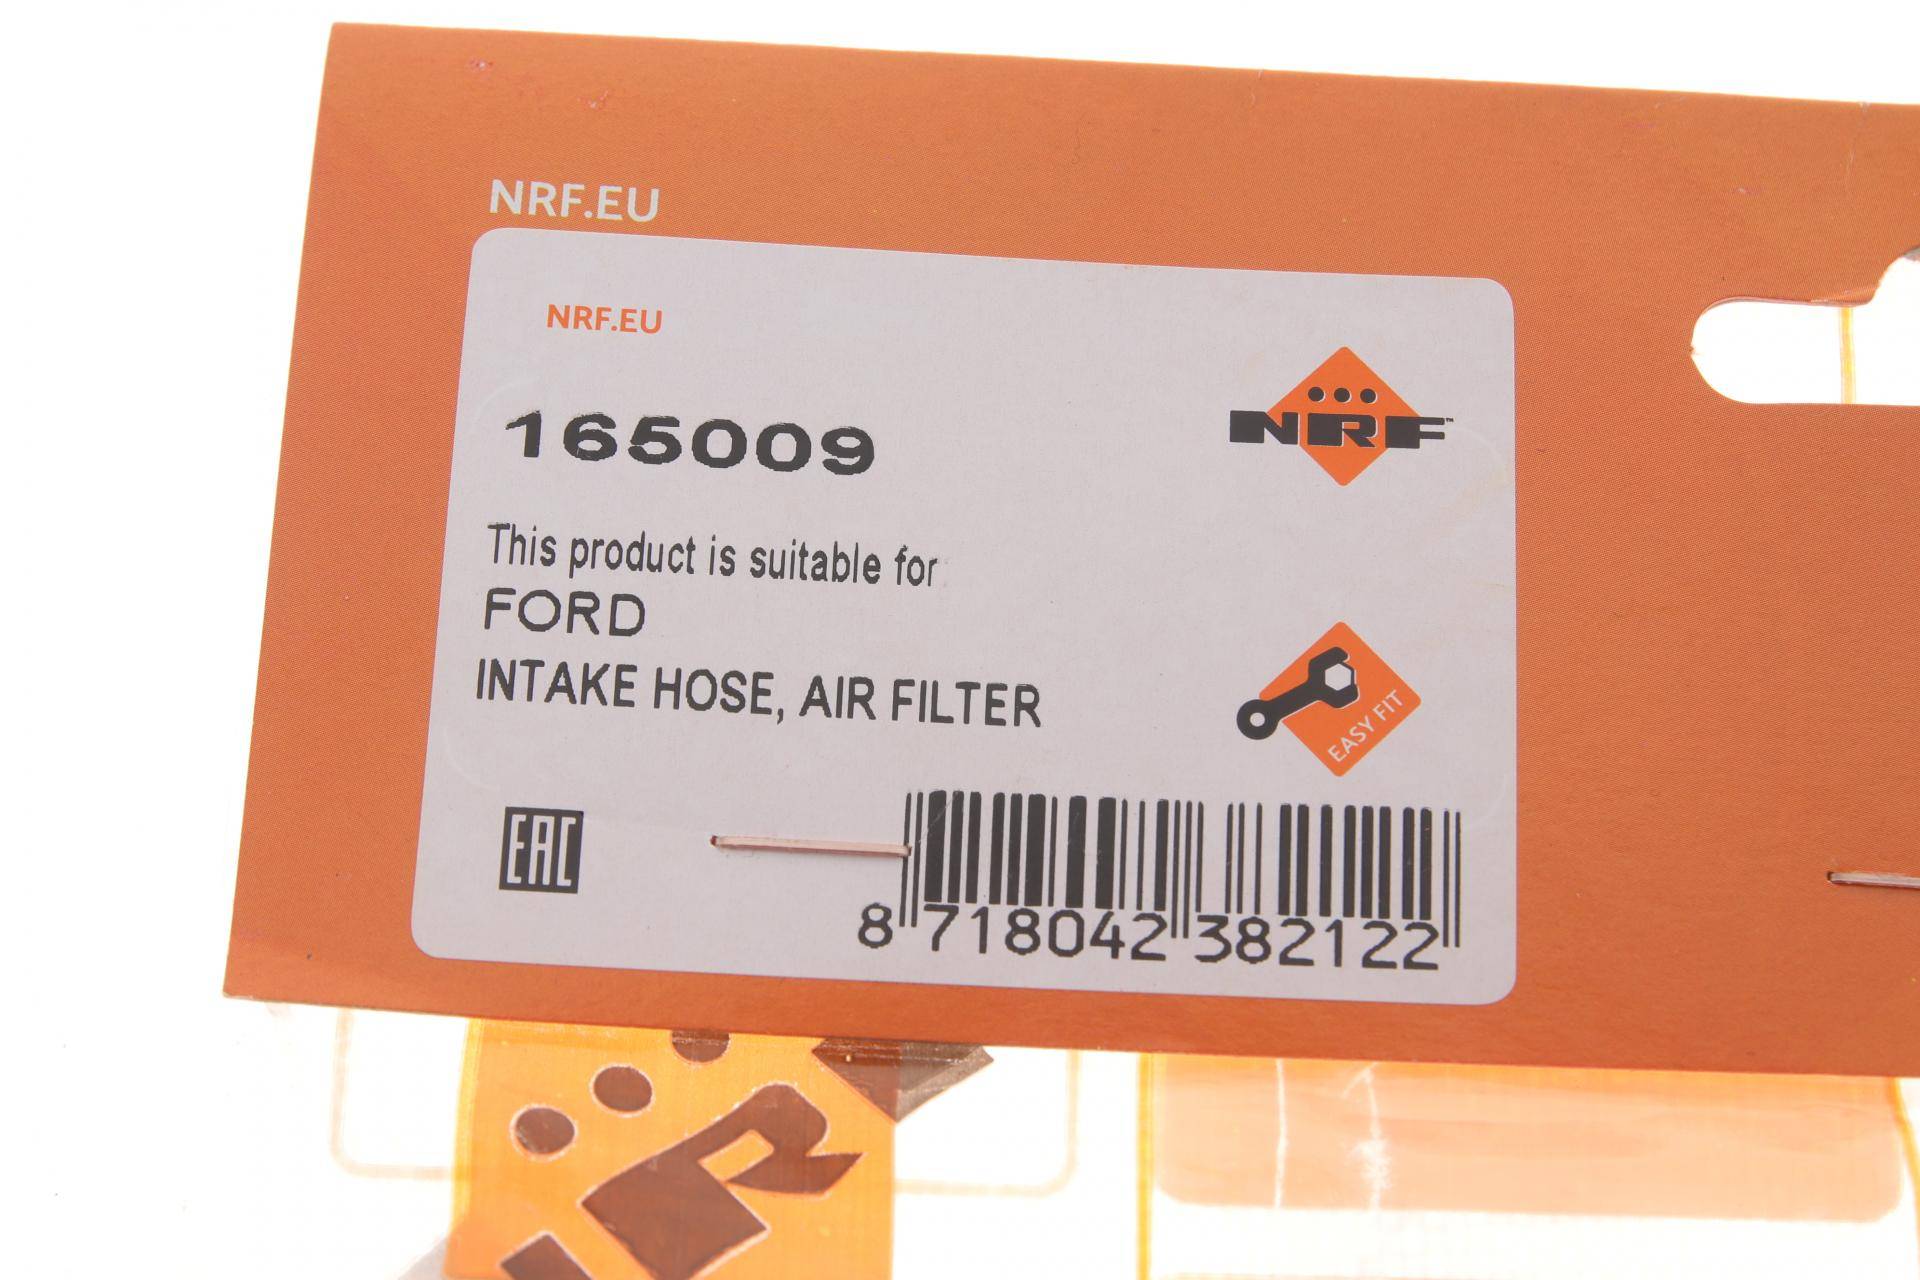 NRF.EU
NRF.EU
NRF™
165009
This product is suitable for
FORD
INTAKE HOSE, AIR FILTER
EASY FIT
EAC
8 718042 382122